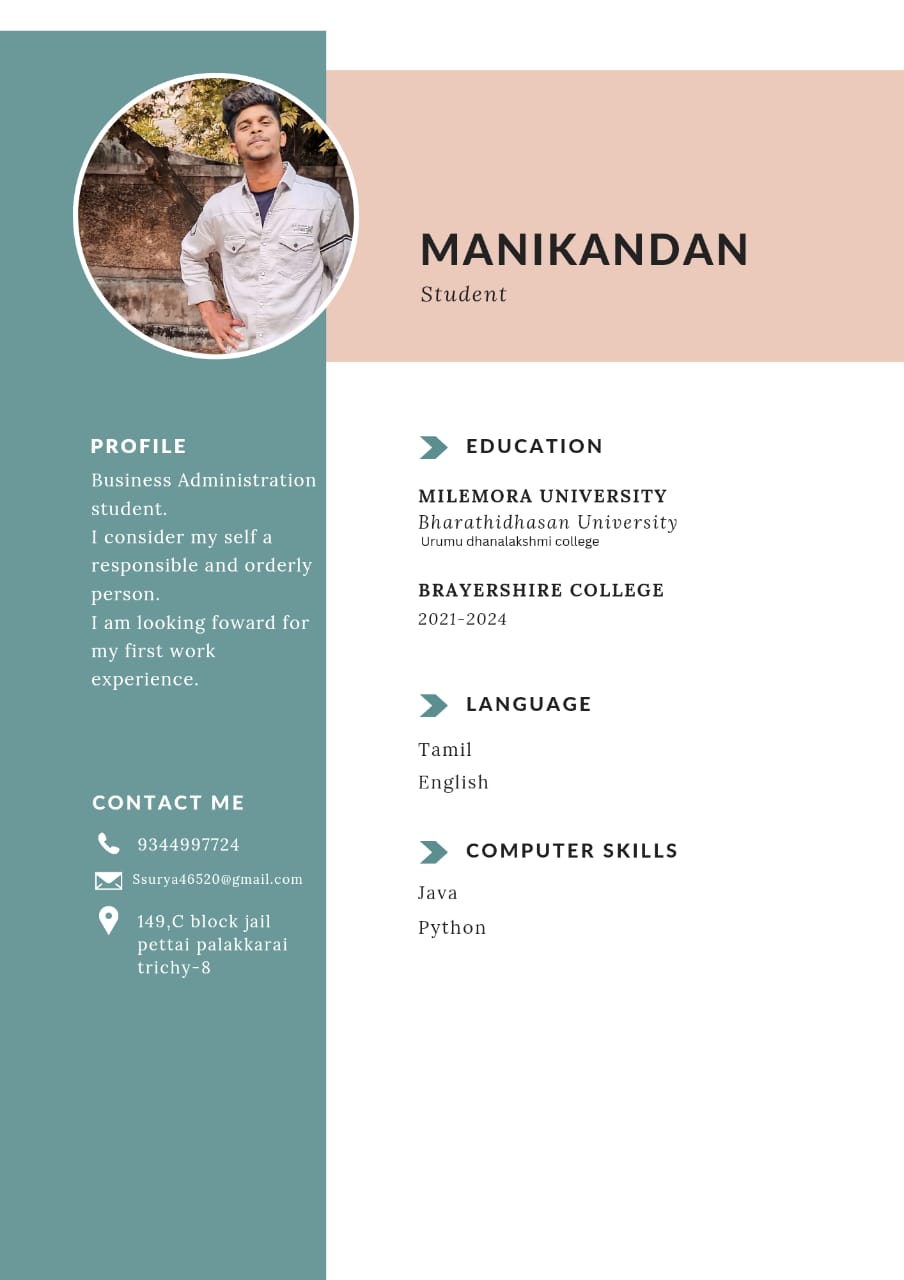 MANIKANDAN
Student
PROFILE
Business Administration
student.
I consider my self a
responsible and orderly
person.
I am looking foward for
my first work
experience.
CONTACT ME
9344997724
Ssurya46520@gmail.com
149,C block jail
pettai palakkarai
trichy-8
EDUCATION
MILEMORA UNIVERSITY
Bharathidhasan University
Urumu dhanalakshmi college
BRAYERSHIRE COLLEGE
2021-2024
LANGUAGE
Tamil
English
COMPUTER SKILLS
Java
Python